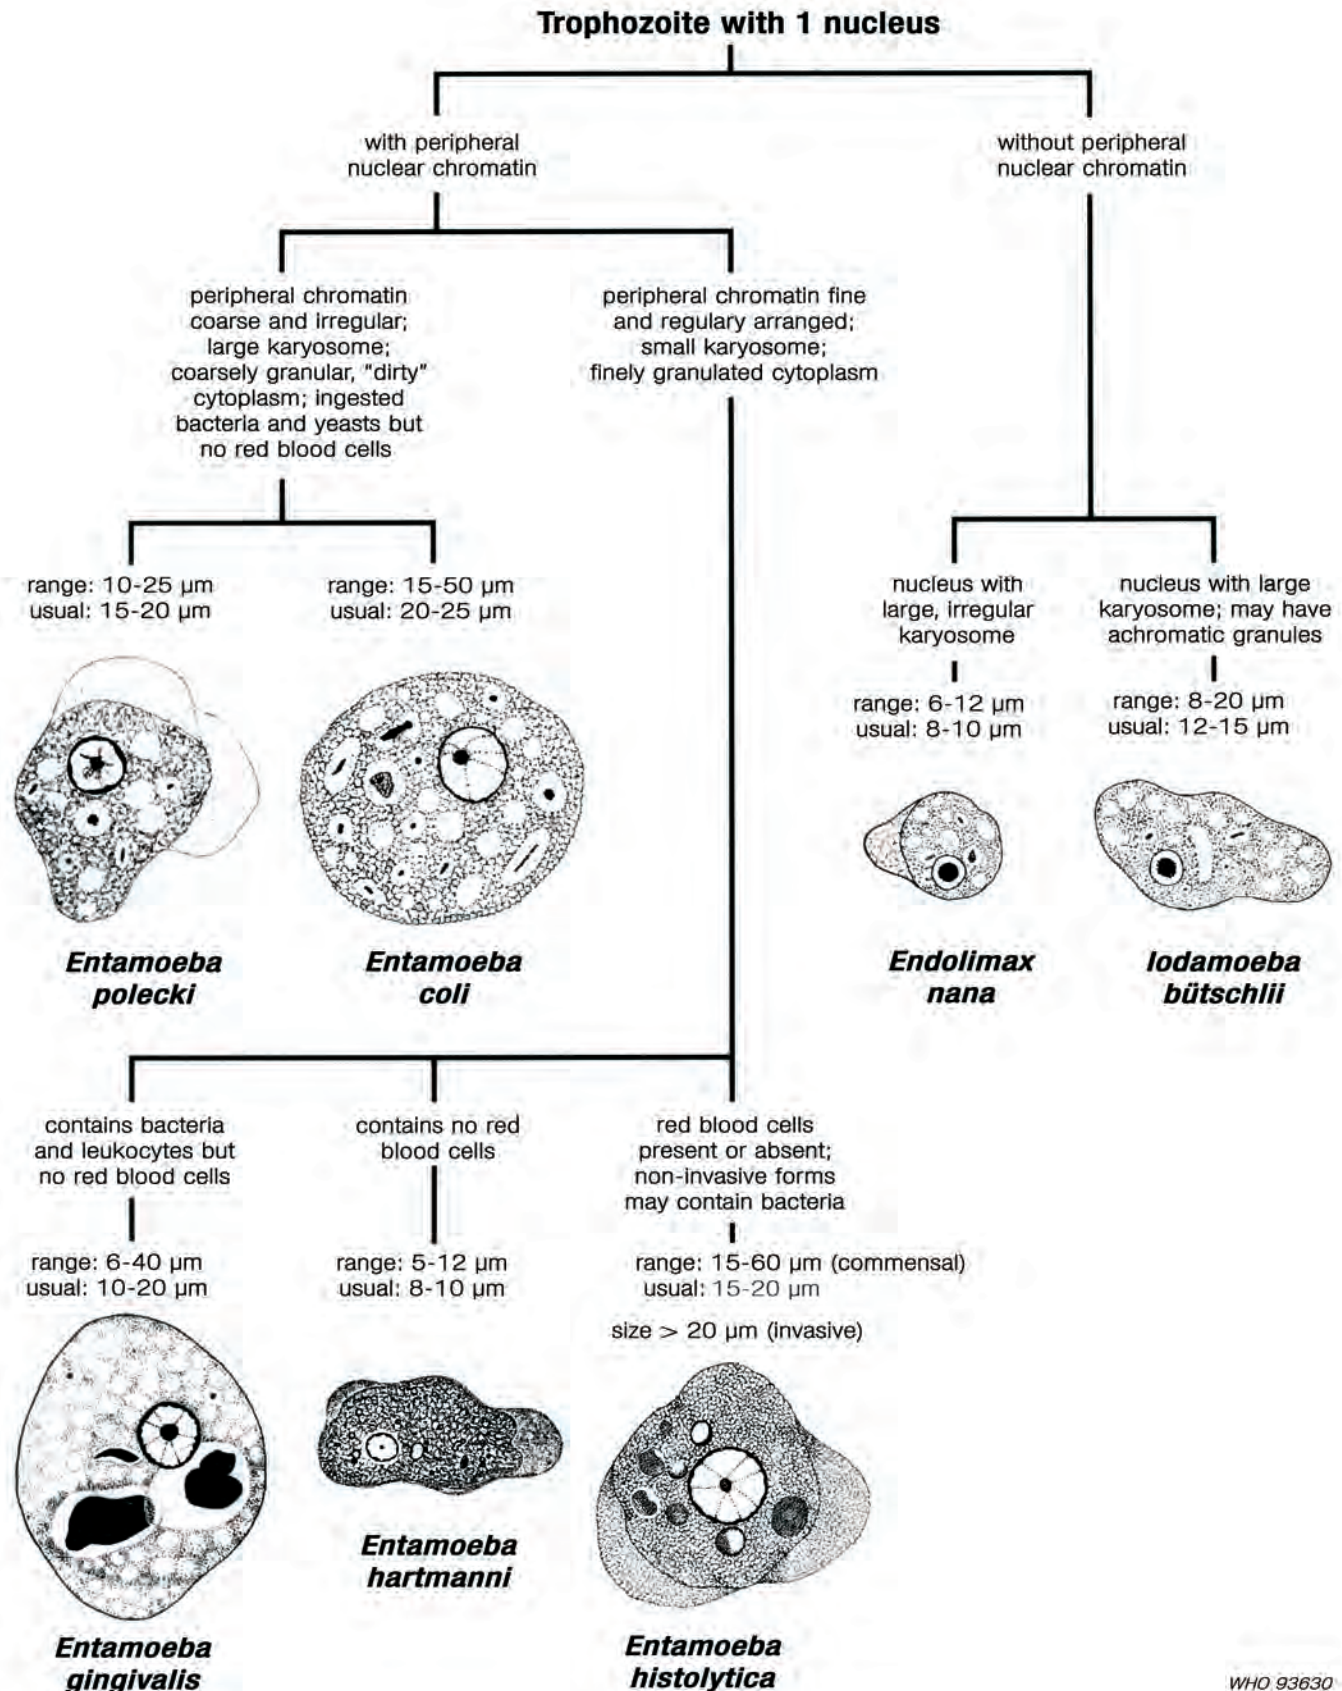 Trophozoite with 1 nucleus
with peripheral
nuclear chromatin
without peripheral
nuclear chromatin
peripheral chromatin
coarse and irregular;
large karyosome;
coarsely granular, "dirty"
cytoplasm; ingested
bacteria and yeasts but
no red blood cells
peripheral chromatin fine
and regulary arranged;
small karyosome;
finely granulated cytoplasm
range: 10-25 µm
usual: 15-20 µm
range: 15-50 µm
usual: 20-25 µm
nucleus with
large, irregular
karyosome
nucleus with large
karyosome; may have
achromatic granules
range: 6-12 µm
usual: 8-10 µm
range: 8-20 µm
usual: 12-15 µm
Entamoeba
polecki
Entamoeba
coli
Endolimax
nana
Iodamoeba
bütschlii
contains bacteria
and leukocytes but
no red blood cells
contains no red
blood cells
red blood cells
present or absent;
non-invasive forms
may contain bacteria
range: 6-40 µm
usual: 10-20 µm
range: 5-12 µm
usual: 8-10 µm
range: 15-60 µm (commensal)
usual: 15-20 µm
size > 20 µm (invasive)
Entamoeba
gingivalis
Entamoeba
hartmanni
Entamoeba
histolytica
WHO 93630